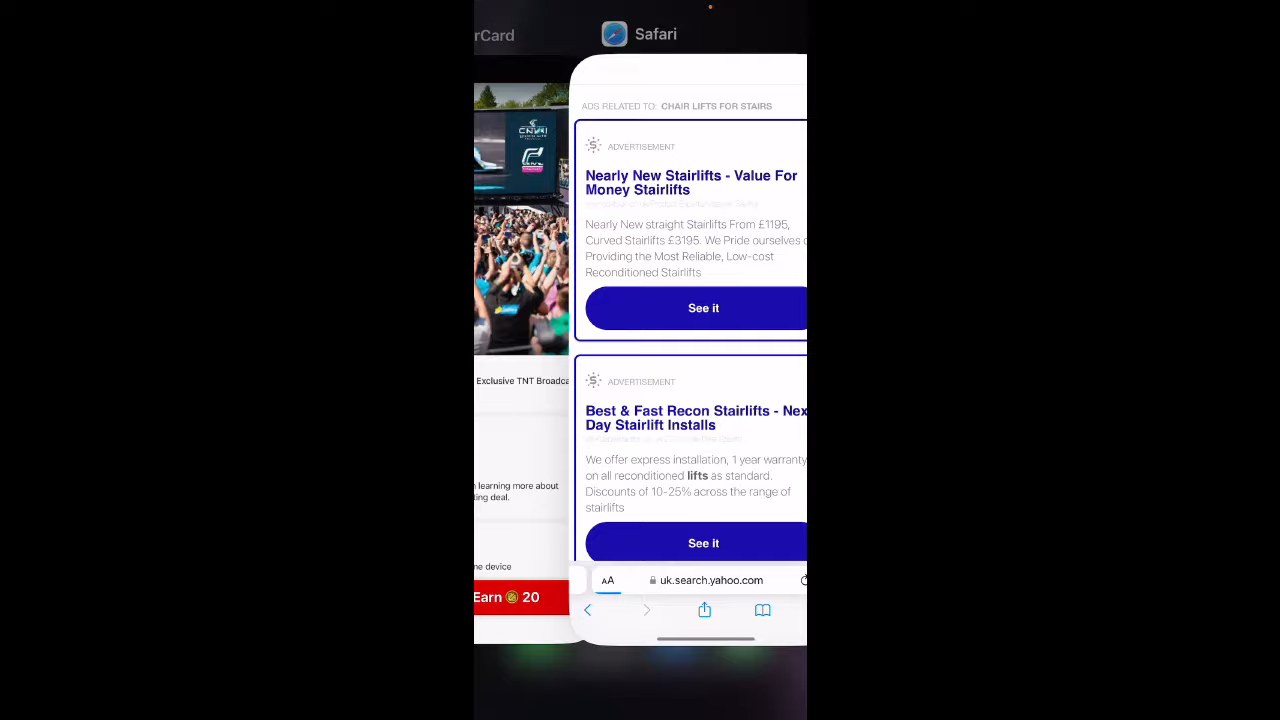 rCard
Safari
Exclusive TNT Broadca
n learning more about
ting deal.
ne device
Earn 20
ADS RELATED TO: CHAIR LIFTS FOR STAIRS
ADVERTISEMENT
Nearly New Stairlifts - Value For
Money Stairlifts
Nearly New straight Stairlifts From £1195,
Curved Stairlifts £3195. We Pride ourselves o
Providing the Most Reliable, Low-cost
Reconditioned Stairlifts
See it
ADVERTISEMENT
Best & Fast Recon Stairlifts - Nex
Day Stairlift Installs
We offer express installation, 1 year warranty
on all reconditioned lifts as standard.
Discounts of 10-25% across the range of
stairlifts
See it
AA
uk.search.yahoo.com